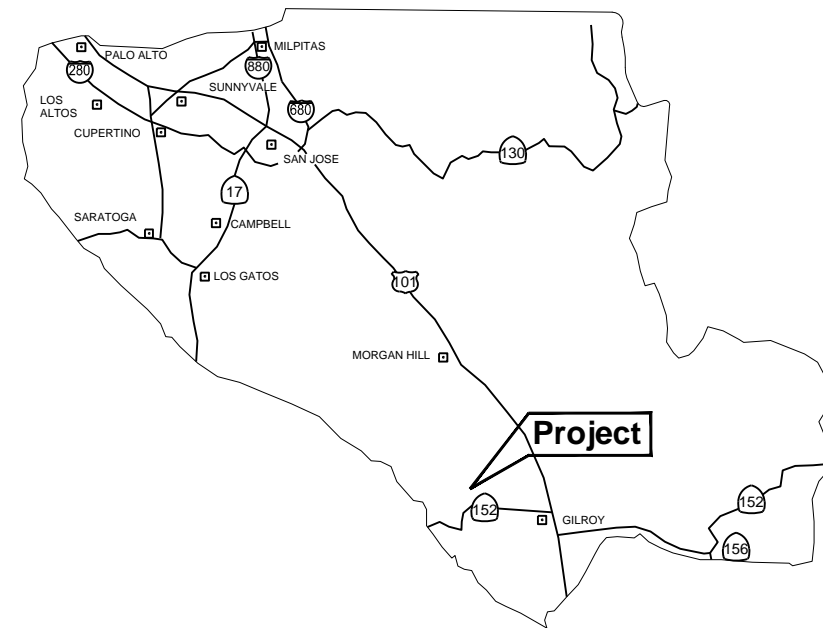 PALO ALTO
MILPITAS
280
880
SUNNYVALE
LOS
ALTOS
680
CUPERTINO
SAN JOSE
130
17
SARATOGA
CAMPBELL
LOS GATOS
101
MORGAN HILL
Project
152
GILROY
152
156